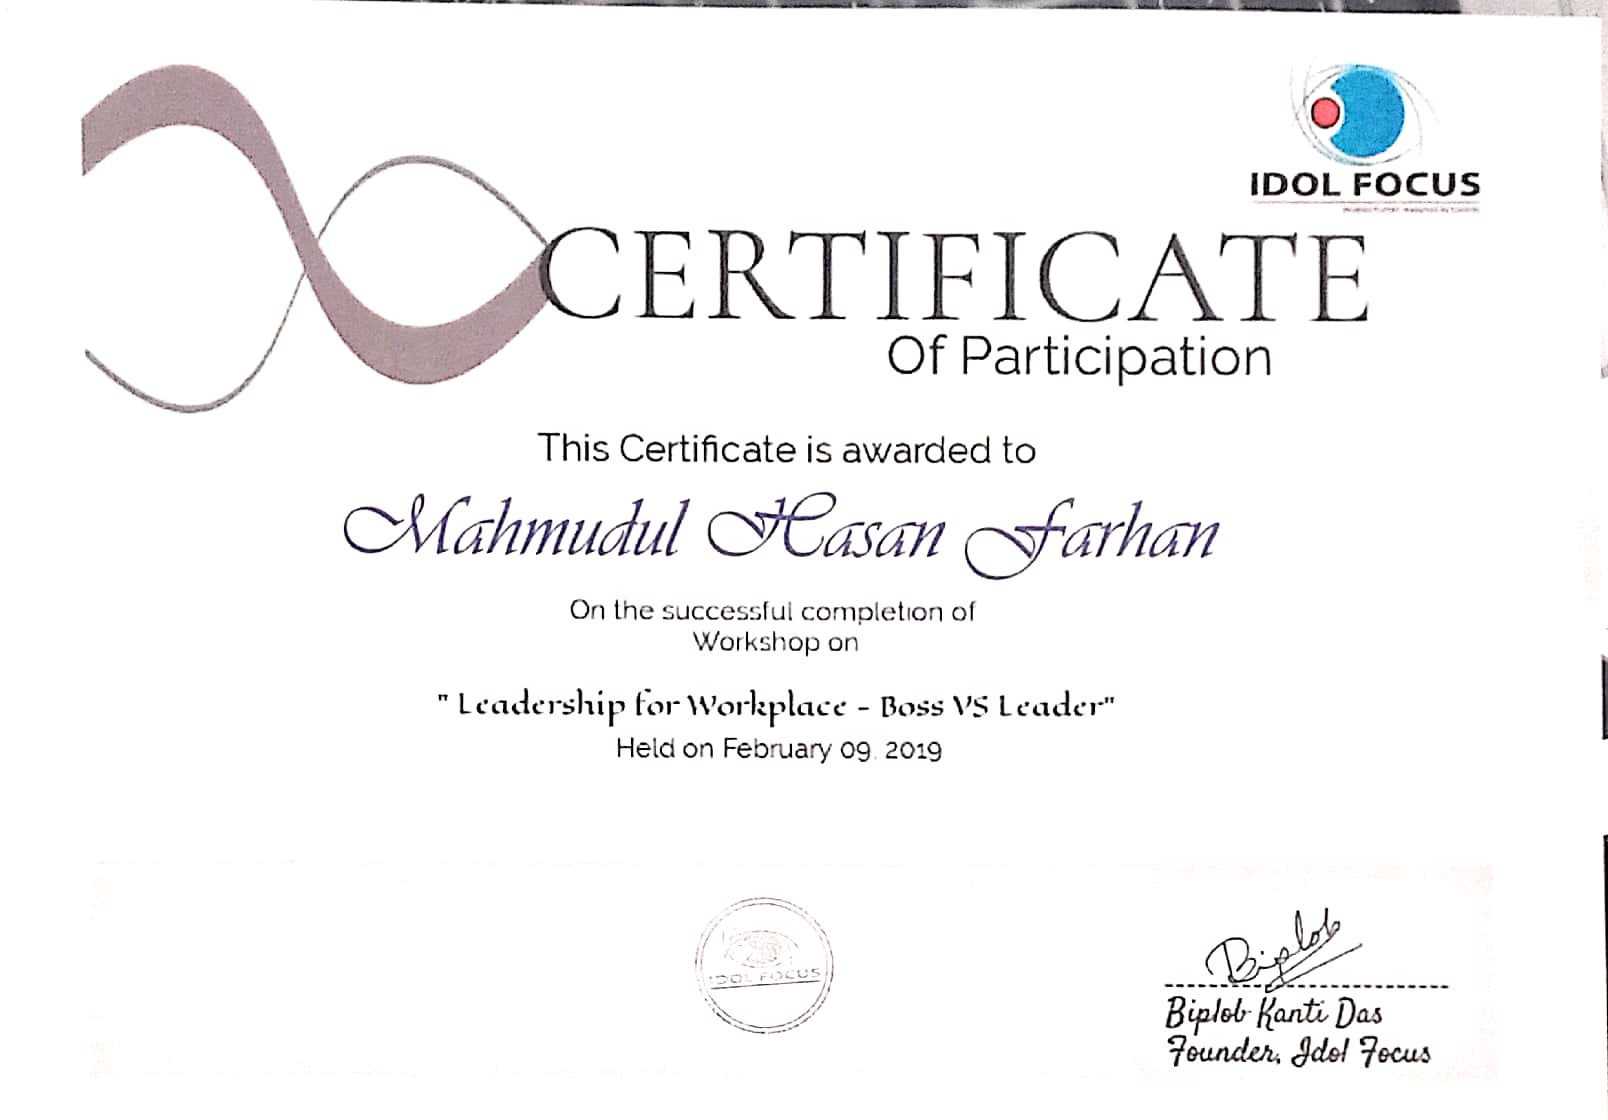 IDOL FOCUS
CERTIFICATE
Of Participation
This Certificate is awarded to
Mahmudul Hasan Farhan
On the successful completion of
Workshop on
" Leadership for Workplace - Boss VS Leader"
Held on February 09, 2019
IDOL FOCUS
Biplob
Biplob Kanti Das
Founder, Idol Focus